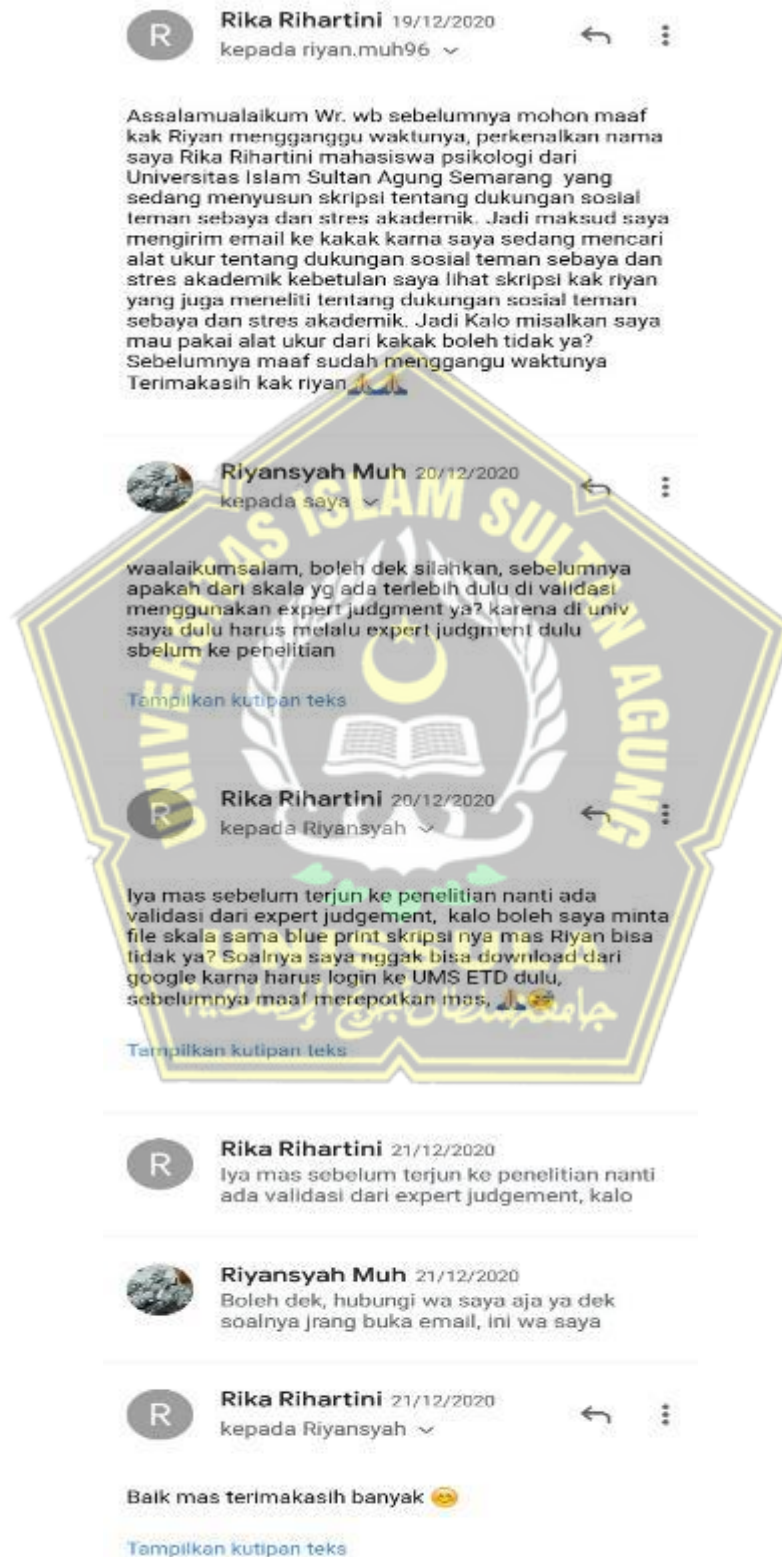 R
Rika Rihartini 19/12/2020
kepada riyan.muh96
Assalamualaikum Wr. wb sebelumnya mohon maaf
kak Riyan mengganggu waktunya, perkenalkan nama
saya Rika Rihartini mahasiswa psikologi dari
Universitas Islam Sultan Agung Semarang yang
sedang menyusun skripsi tentang dukungan sosial
teman sebaya dan stres akademik. Jadi maksud saya
mengirim email ke kakak karna saya sedang mencari
alat ukur tentang dukungan sosial teman sebaya dan
stres akademik kebetulan saya lihat skripsi kak riyan
yang juga meneliti tentang dukungan sosial teman
sebaya dan stres akademik. Jadi Kalo misalkan saya
mau pakai alat ukur dari kakak boleh tidak ya?
Sebelumnya maaf sudah menggangu waktunya
Terimakasih kak riyan🙏🙏
Riyansyah Muh 20/12/2020
kepada saya
waalaikumsalam, boleh dek silahkan, sebelumnya
apakah dari skala yg ada terlebih dulu di validasi
menggunakan expert judgment ya? karena di univ
saya dulu harus melalu expert judgment dulu
sbelum ke penelitian
Tampilkan kutipan teks
UNIVERSITAS ISLAM SULTAN AGUNG
R
Rika Rihartini 20/12/2020
kepada Riyansyah
Iya mas sebelum terjun ke penelitian nanti ada
validasi dari expert judgement, kalo boleh saya minta
file skala sama blue print skripsi nya mas Riyan bisa
tidak ya? Soalnya saya nggak bisa download dari
google karna harus login ke UMS ETD dulu,
sebelumnya maaf merepotkan mas, 🙏😅
UNISSULA
Tampilkan kutipan teks
R
Rika Rihartini 21/12/2020
Iya mas sebelum terjun ke penelitian nanti
ada validasi dari expert judgement, kalo
Riyansyah Muh 21/12/2020
Boleh dek, hubungi wa saya aja ya dek
soalnya jrang buka email, ini wa saya
R
Rika Rihartini 21/12/2020
kepada Riyansyah
Baik mas terimakasih banyak 😊
Tampilkan kutipan teks